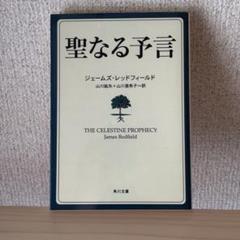 聖なる予言
ジェームズ・レッドフィールド
山川紘矢+山川亜希子＝訳
THE CELESTINE PROPHECY
James Redfield
角川文庫